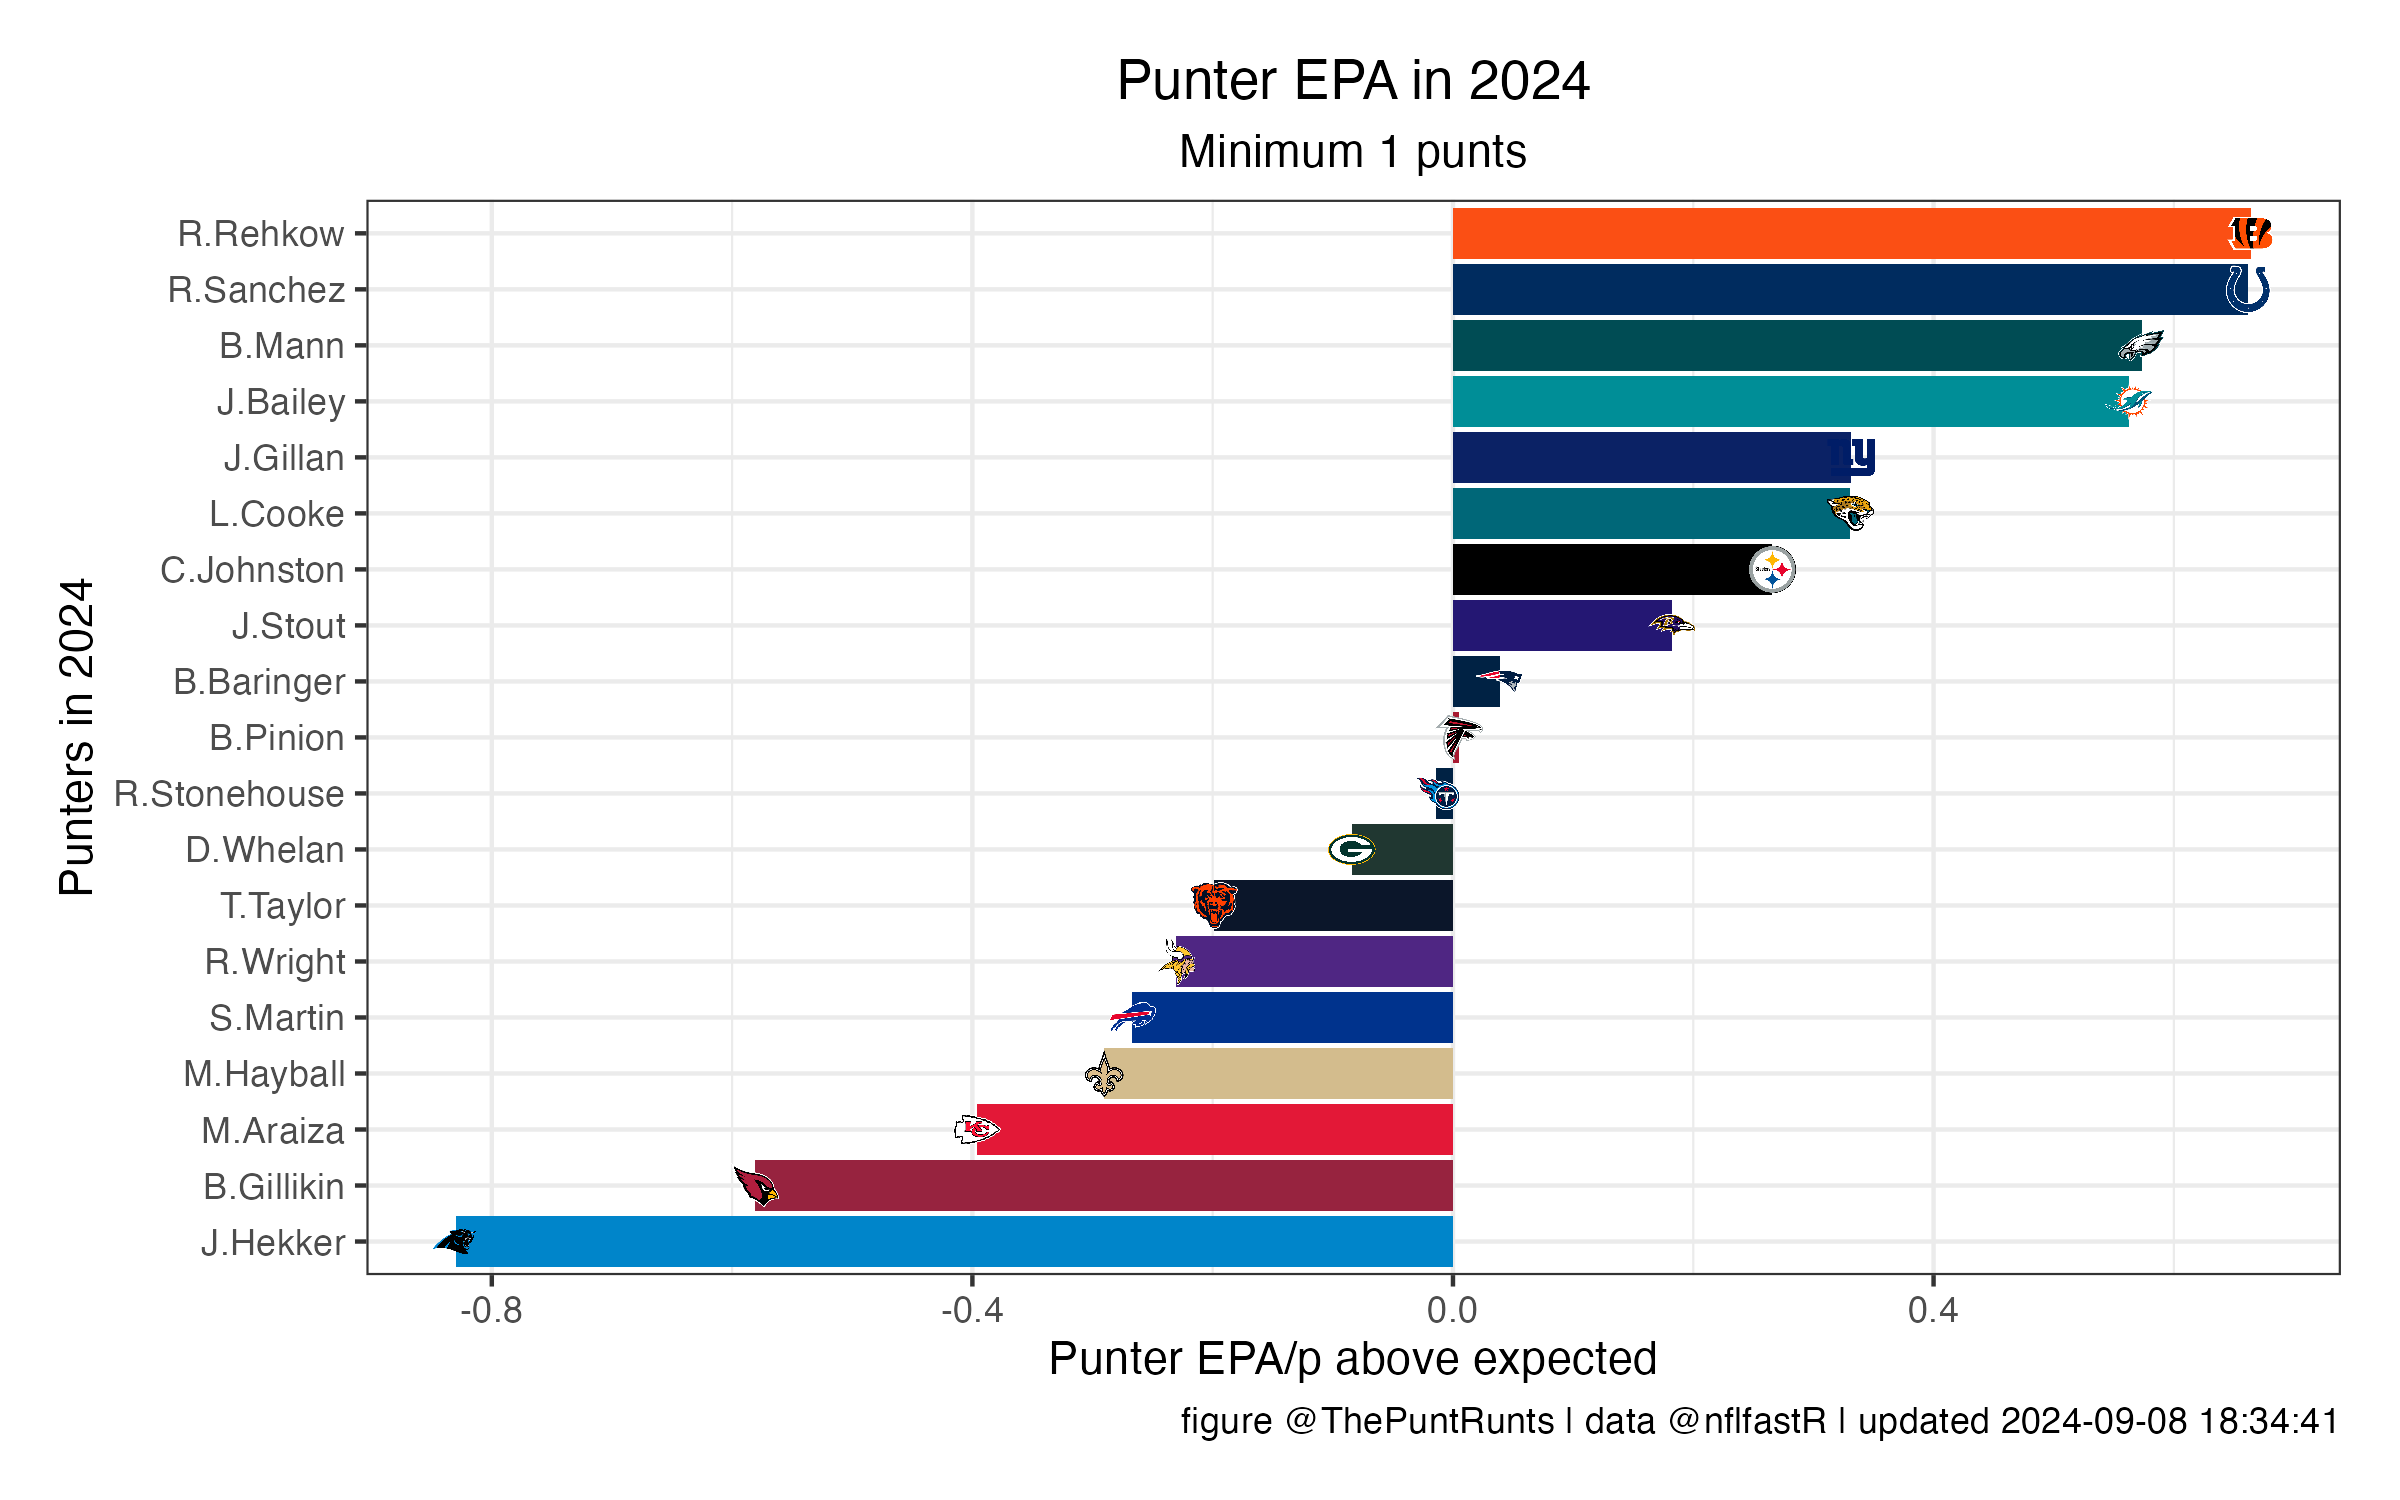 Punter EPA in 2024
Minimum 1 punts
Punters in 2024
R.Rehkow
R.Sanchez
B.Mann
J.Bailey
J.Gillan
L.Cooke
C.Johnston
J.Stout
B.Baringer
B.Pinion
R.Stonehouse
D.Whelan
T.Taylor
R.Wright
S.Martin
M.Hayball
M.Araiza
B.Gillikin
J.Hekker
-0.8 -0.4 0.0 0.4
Punter EPA/p above expected
figure @ThePuntRunts | data @nflfastR | updated 2024-09-08 18:34:41